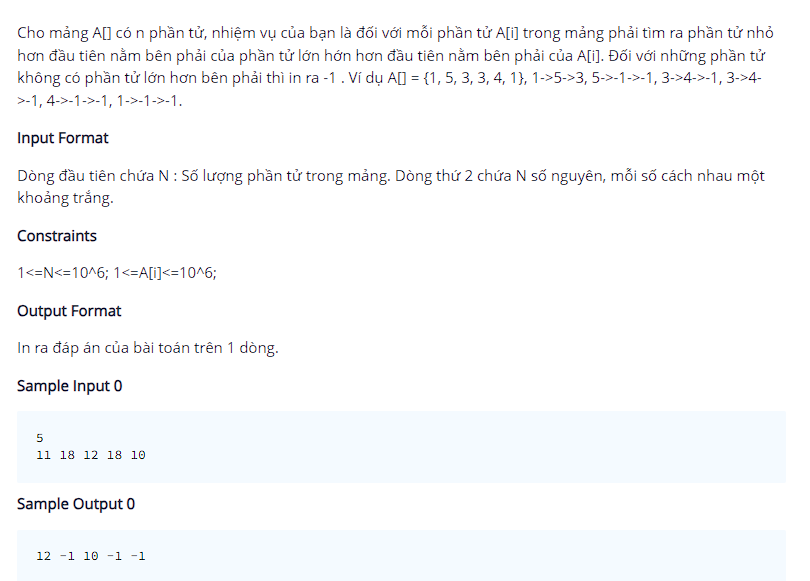 Cho mảng A[] có n phần tử, nhiệm vụ của bạn là đối với mỗi phần tử A[i] trong mảng phải tìm ra phần tử nhỏ
hơn đầu tiên nằm bên phải của phần tử lớn hớn hơn đầu tiên nằm bên phải của A[i]. Đối với những phần tử
không có phần tử lớn hơn bên phải thì in ra -1 . Ví dụ A[] = {1, 5, 3, 3, 4, 1}, 1->5->3, 5->-1->-1, 3->4->-1, 3->4-
>-1, 4->-1->-1, 1->-1->-1.
Input Format
Dòng đầu tiên chứa N : Số lượng phần tử trong mảng. Dòng thứ 2 chứa N số nguyên, mỗi số cách nhau một
khoảng trắng.
Constraints
1<=N<=10^6; 1<=A[i]<=10^6;
Output Format
In ra đáp án của bài toán trên 1 dòng.
Sample Input 0
5
11 18 12 18 10
Sample Output 0
12 -1 10 -1 -1